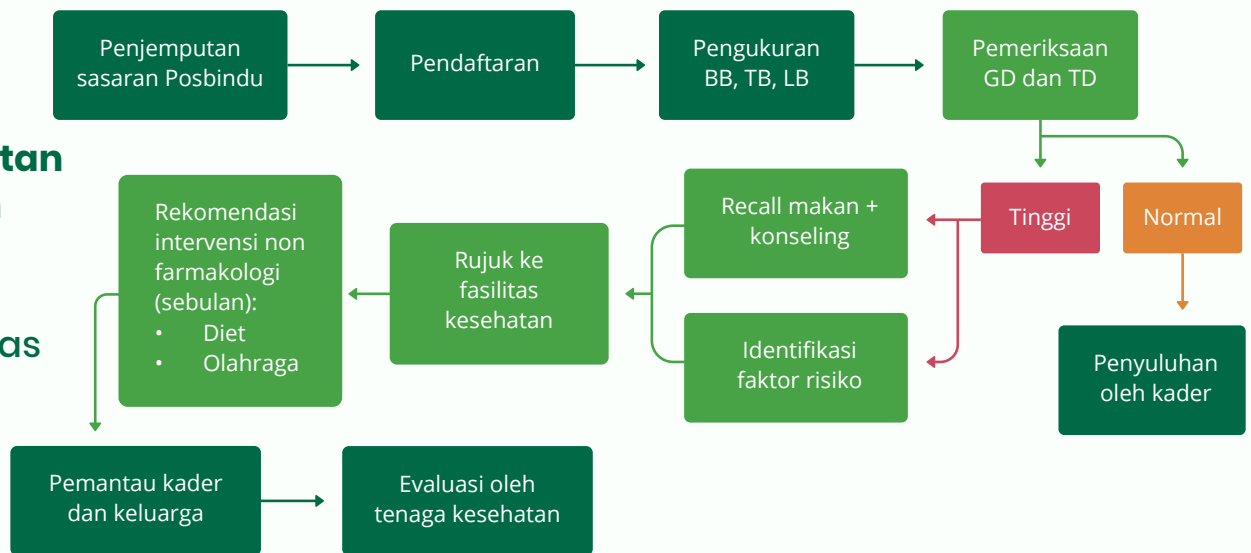 Penjemputan
sasaran Posbindu
Pendaftaran
Pengukuran
BB, TB, LB
Pemeriksaan
GD dan TD
tan
Rekomendasi
intervensi non
farmakologi
(sebulan):
• Diet
• Olahraga
Rujuk ke
fasilitas
kesehatan
Recall makan +
konseling
Tinggi
Normal
as
Identifikasi
faktor risiko
Penyuluhan
oleh kader
Pemantau kader
dan keluarga
Evaluasi oleh
tenaga kesehatan